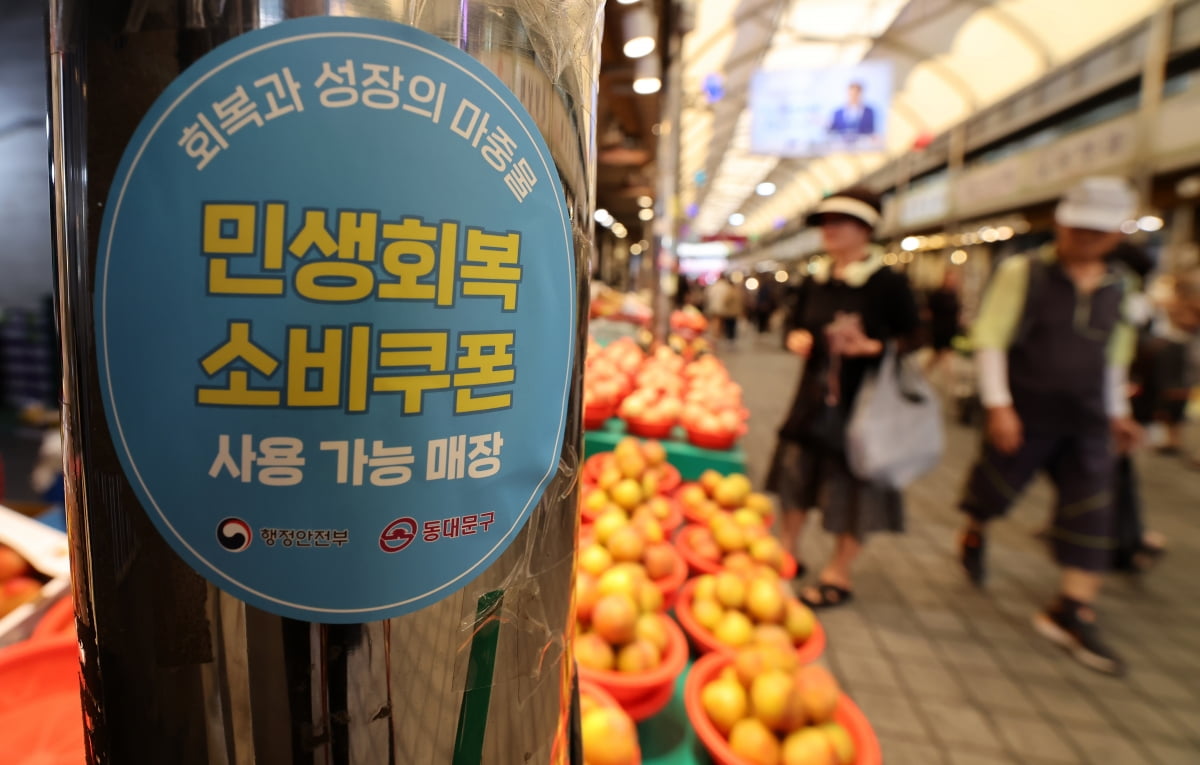 회복과 성장의 마중물
민생회복
소비쿠폰
사용 가능 매장
행정안전부 동대문구